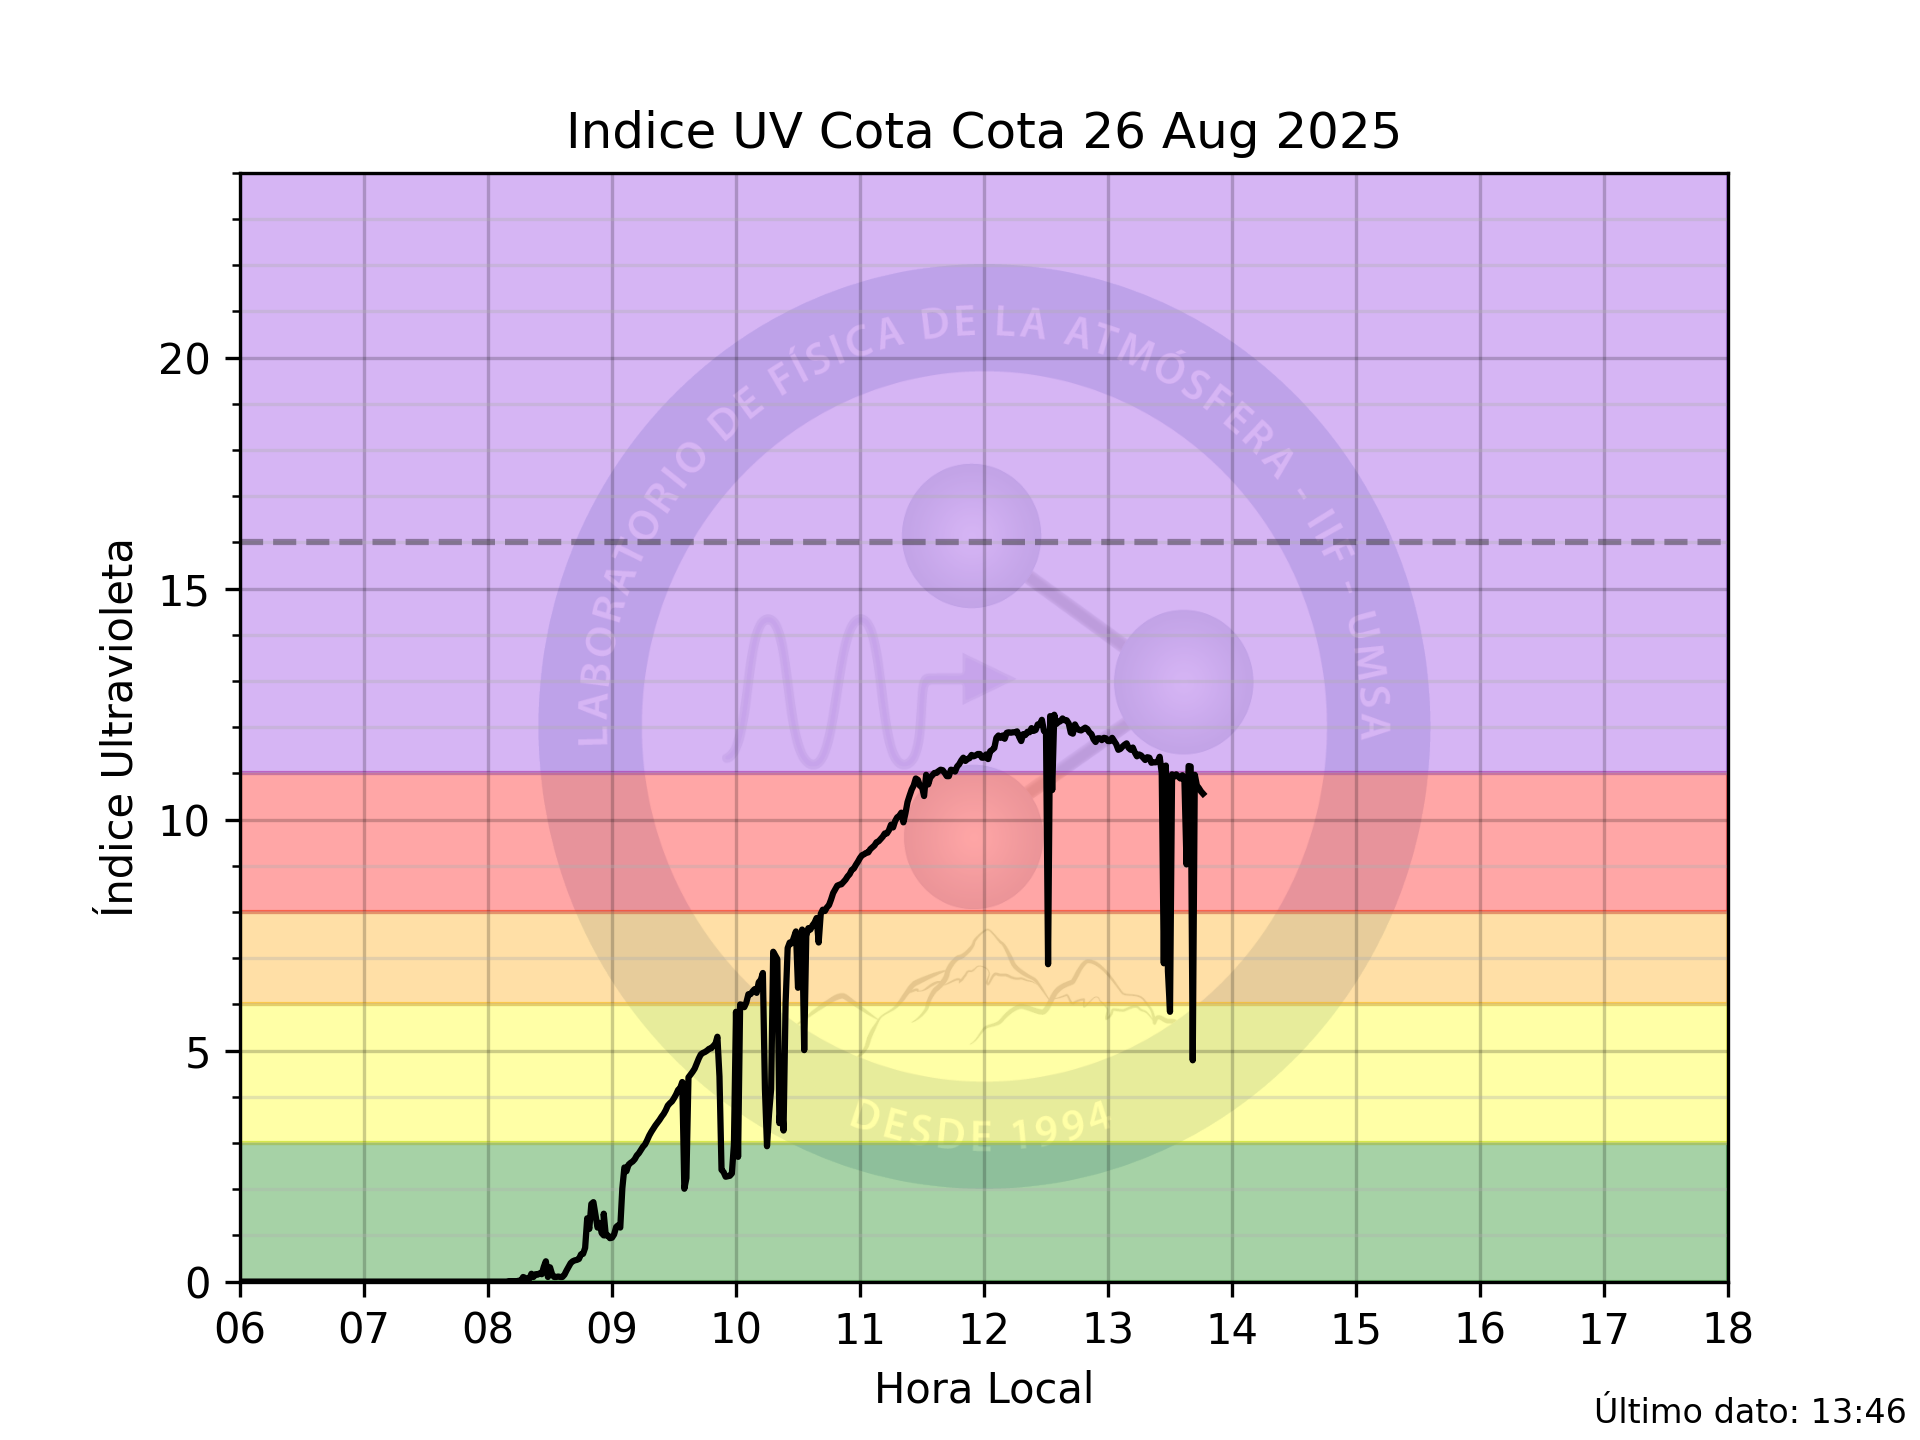 Indice UV Cota Cota 26 Aug 2025
20
15
10
5
0
Índice Ultravioleta
LABORATORIO DE FÍSICA DE LA ATMÓSFERA - IIF - UMSA
DESDE 1994
06 07 08 09 10 11 12 13 14 15 16 17 18
Hora Local
Último dato: 13:46